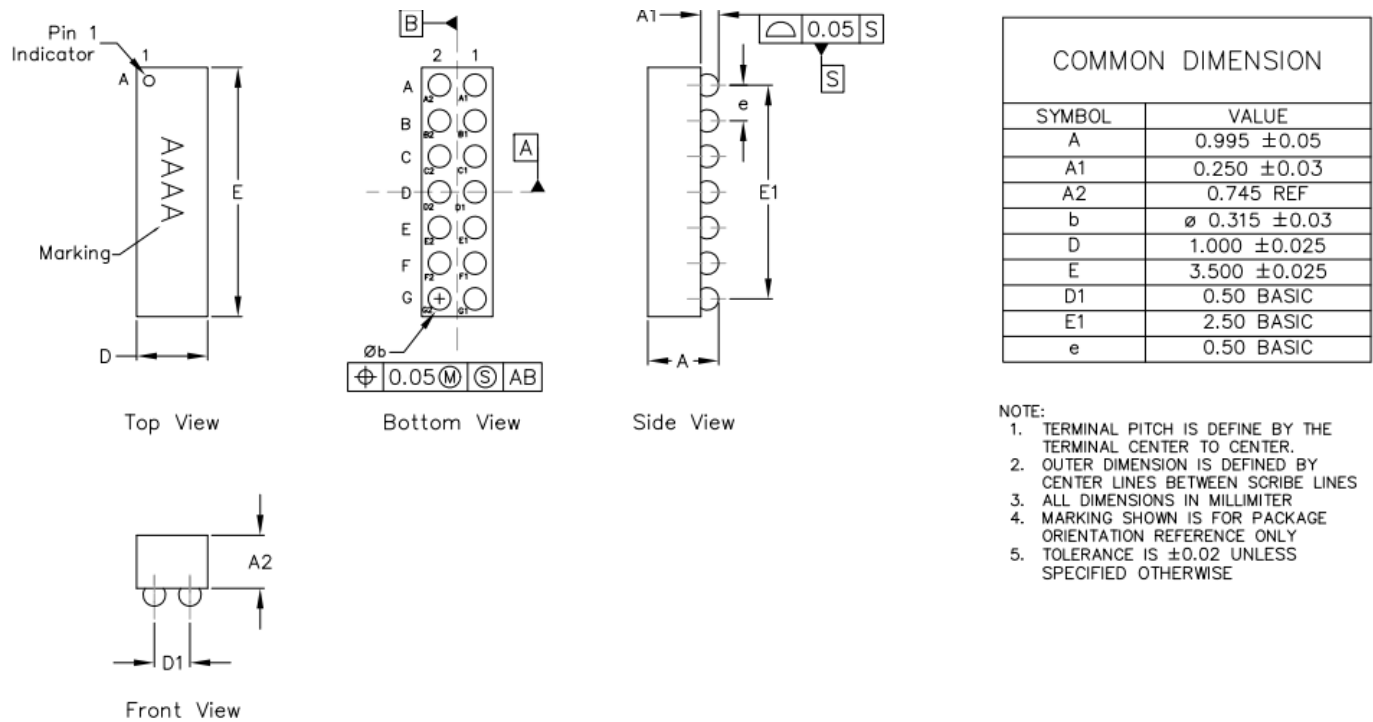 Pin 1
Indicator
1
A
AAAA
Marking
E
D
Top View
B
2 1
A
A2 A1
B
B2 B1
C
C2 C1
A
D
D2 D1
E
E2 E1
F
F2 F1
G
G2 G1
Øb
⌖ 0.05 Ⓜ Ⓢ AB
Bottom View
A1
⌓ 0.05 S
S
e
E1
A
Side View
A2
D1
Front View
COMMON DIMENSION
SYMBOL VALUE
A 0.995 ±0.05
A1 0.250 ±0.03
A2 0.745 REF
b ø 0.315 ±0.03
D 1.000 ±0.025
E 3.500 ±0.025
D1 0.50 BASIC
E1 2.50 BASIC
e 0.50 BASIC
NOTE:
1. TERMINAL PITCH IS DEFINE BY THE
TERMINAL CENTER TO CENTER.
2. OUTER DIMENSION IS DEFINED BY
CENTER LINES BETWEEN SCRIBE LINES
3. ALL DIMENSIONS IN MILLIMITER
4. MARKING SHOWN IS FOR PACKAGE
ORIENTATION REFERENCE ONLY
5. TOLERANCE IS ±0.02 UNLESS
SPECIFIED OTHERWISE